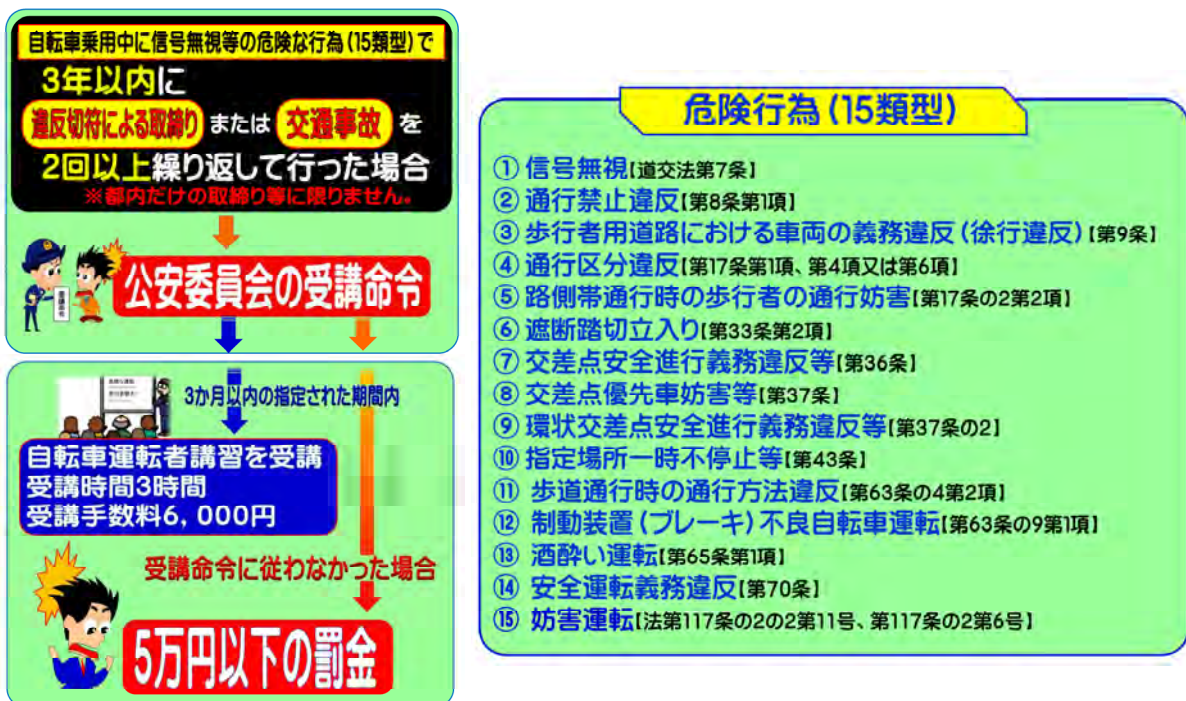 自転車乗用中に信号無視等の危険な行為(15類型)で
3年以内に
違反切符による取締り または 交通事故 を
2回以上繰り返して行った場合
※都内だけの取締り等に限りません。
公安委員会の受講命令
3か月以内の指定された期間内
自転車運転者講習を受講
受講時間3時間
受講手数料6,000円
受講命令に従わなかった場合
5万円以下の罰金
危険行為(15類型)
① 信号無視【道交法第7条】
② 通行禁止違反【第8条第1項】
③ 歩行者用道路における車両の義務違反(徐行違反)【第9条】
④ 通行区分違反【第17条第1項、第4項又は第6項】
⑤ 路側帯通行時の歩行者の通行妨害【第17条の2第2項】
⑥ 遮断踏切立入り【第33条第2項】
⑦ 交差点安全進行義務違反等【第36条】
⑧ 交差点優先車妨害等【第37条】
⑨ 環状交差点安全進行義務違反等【第37条の2】
⑩ 指定場所一時不停止等【第43条】
⑪ 歩道通行時の通行方法違反【第63条の4第2項】
⑫ 制動装置(ブレーキ)不良自転車運転【第63条の9第1項】
⑬ 酒酔い運転【第65条第1項】
⑭ 安全運転義務違反【第70条】
⑮ 妨害運転【法第117条の2の2第11号、第117条の2第6号】